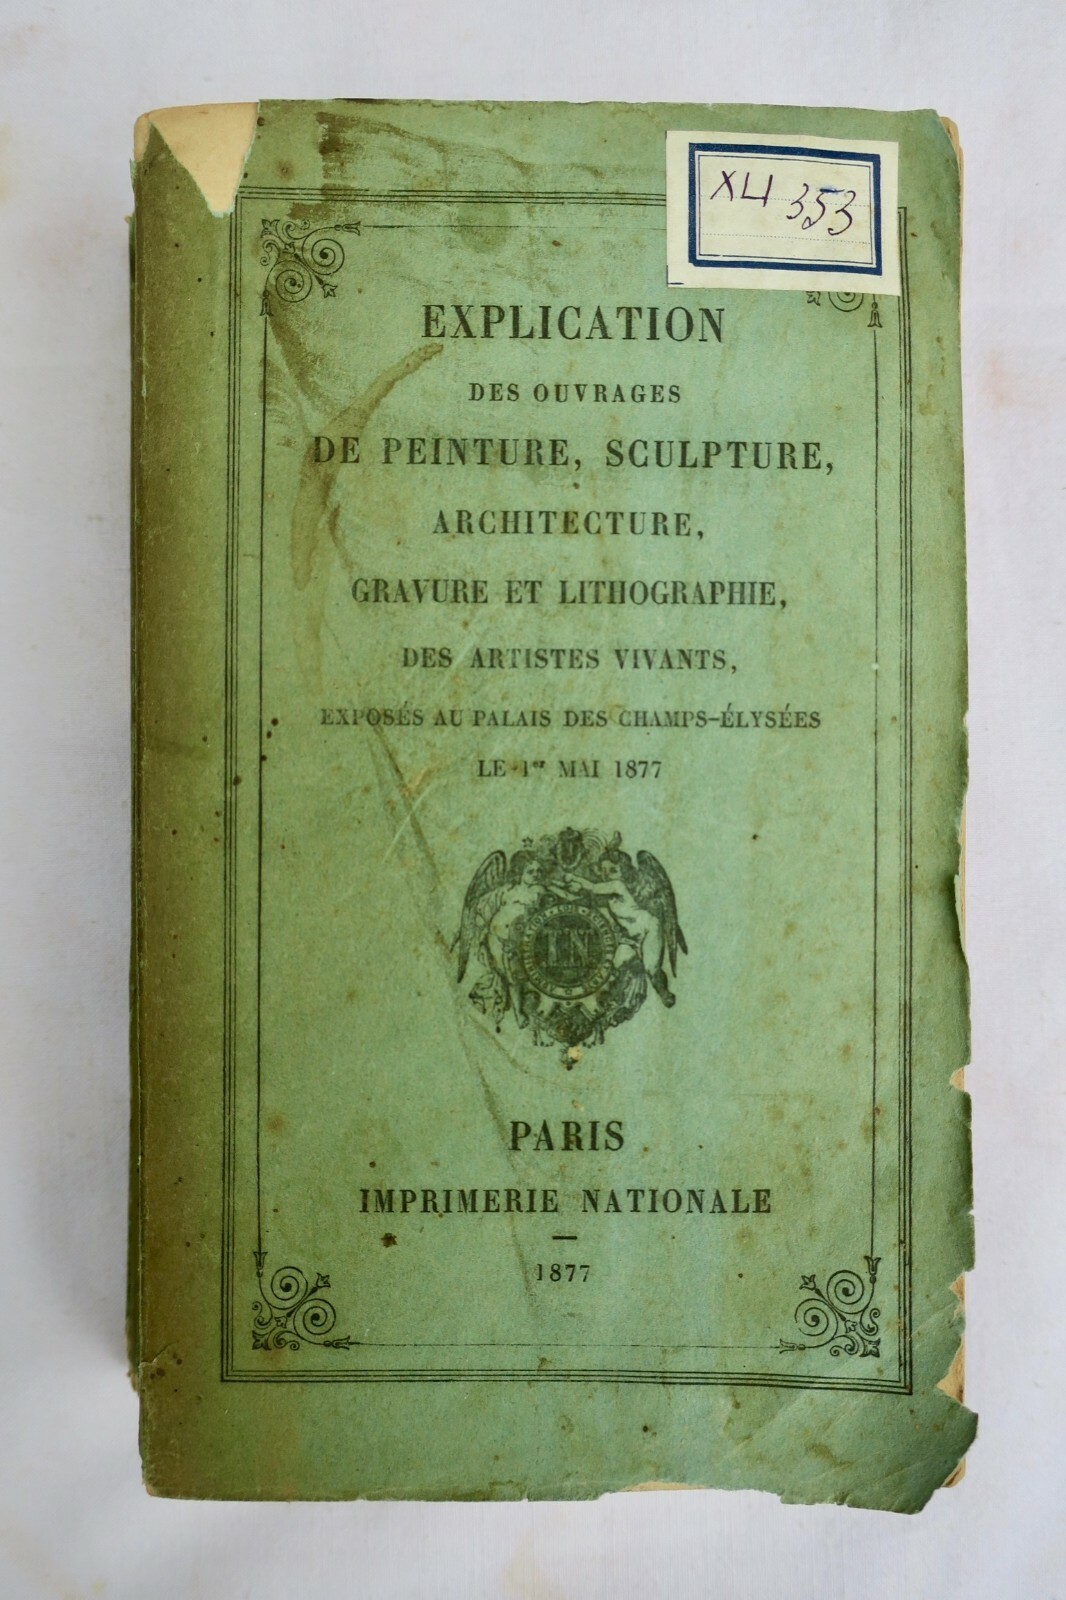 ХЦ 353
EXPLICATION
DES OUVRAGES
DE PEINTURE, SCULPTURE,
ARCHITECTURE,
GRAVURE ET LITHOGRAPHIE,
DES ARTISTES VIVANTS,
EXPOSÉS AU PALAIS DES CHAMPS-ÉLYSÉES
LE 1er MAI 1877
IN
PARIS
IMPRIMERIE NATIONALE
1877